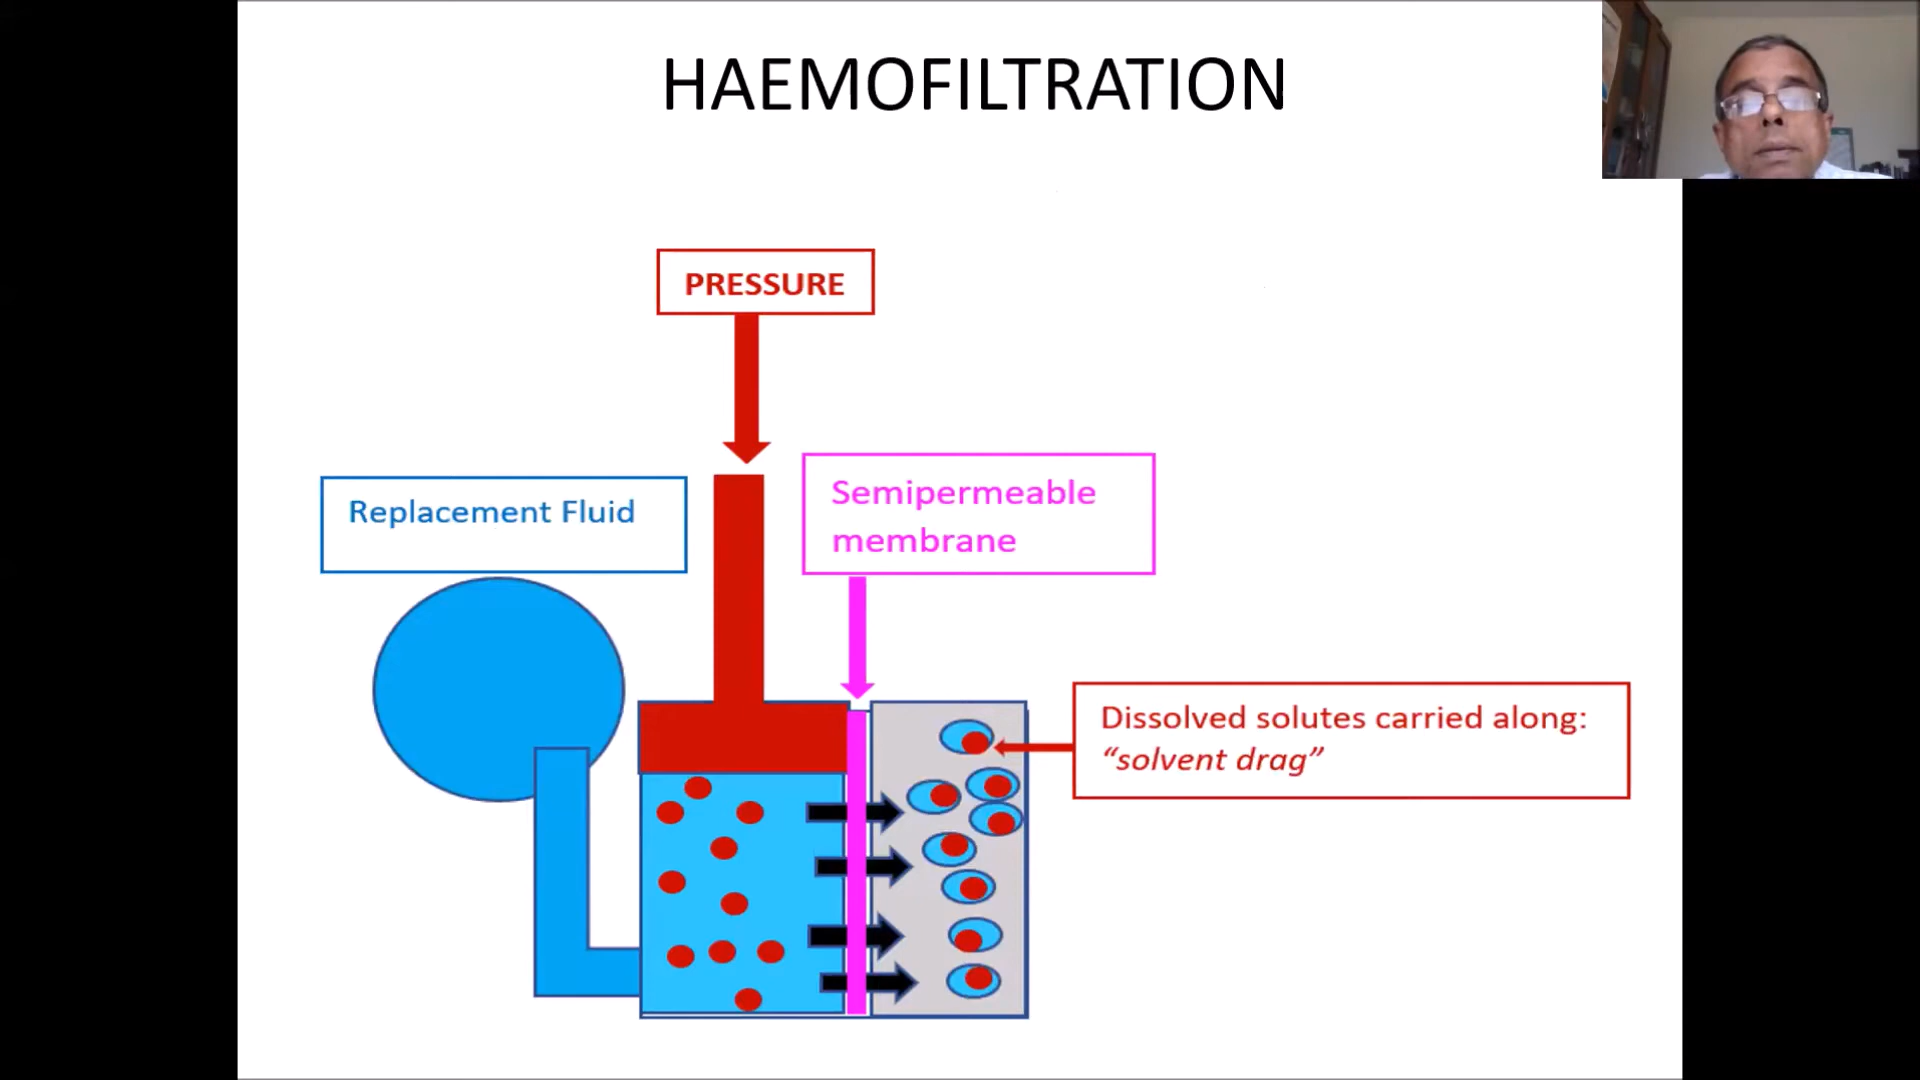 HAEMOFILTRATION
PRESSURE
Replacement Fluid
Semipermeable
membrane
Dissolved solutes carried along:
“solvent drag”